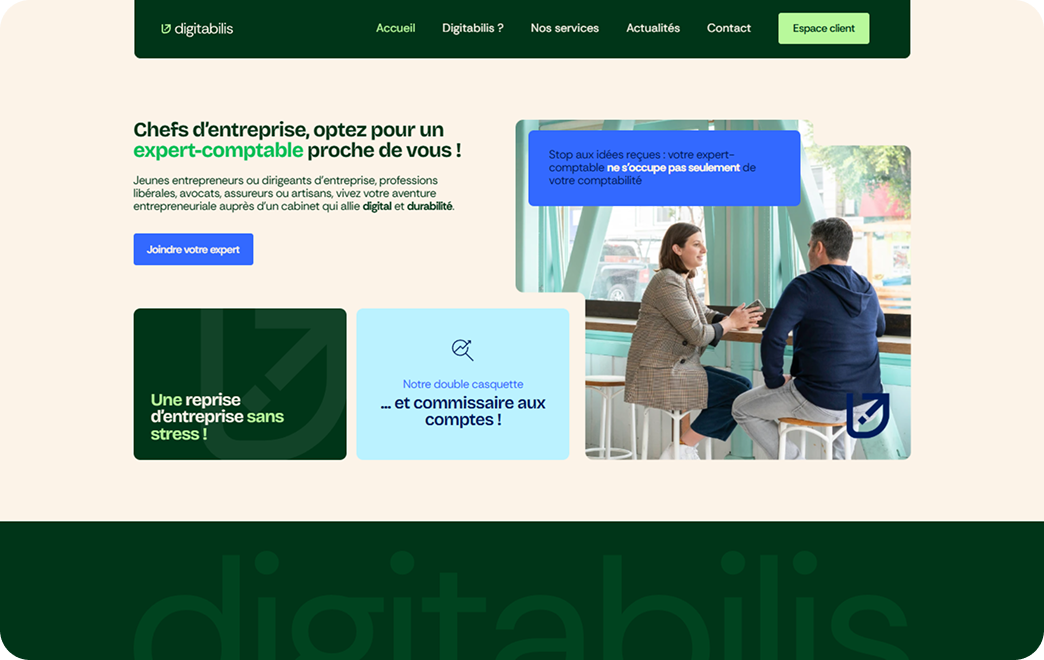 digitabilis
Accueil
Digitabilis ?
Nos services
Actualités
Contact
Espace client
Chefs d'entreprise, optez pour un
expert-comptable proche de vous !
Jeunes entrepreneurs ou dirigeants d'entreprise, professions
libérales, avocats, assureurs ou artisans, vivez votre aventure
entrepreneuriale auprès d'un cabinet qui allie digital et durabilité.
Joindre votre expert
Stop aux idées reçues : votre expert-
comptable ne s'occupe pas seulement de
votre comptabilité
Une reprise
d'entreprise sans
stress !
Notre double casquette
... et commissaire aux
comptes !
digitabilis